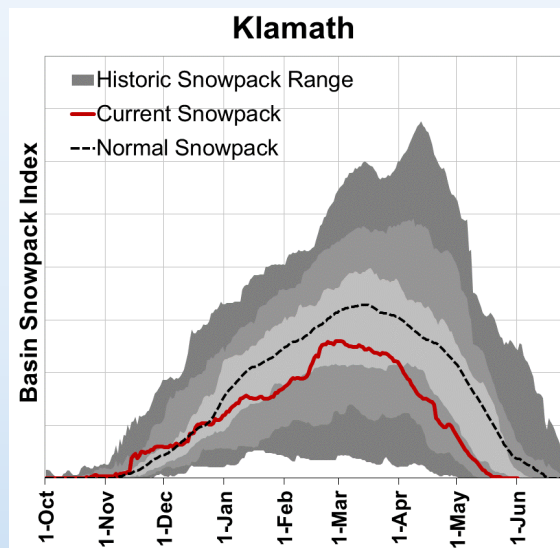 Klamath
Historic Snowpack Range
Current Snowpack
Normal Snowpack
Basin Snowpack Index
1-Oct
1-Nov
1-Dec
1-Jan
1-Feb
1-Mar
1-Apr
1-May
1-Jun